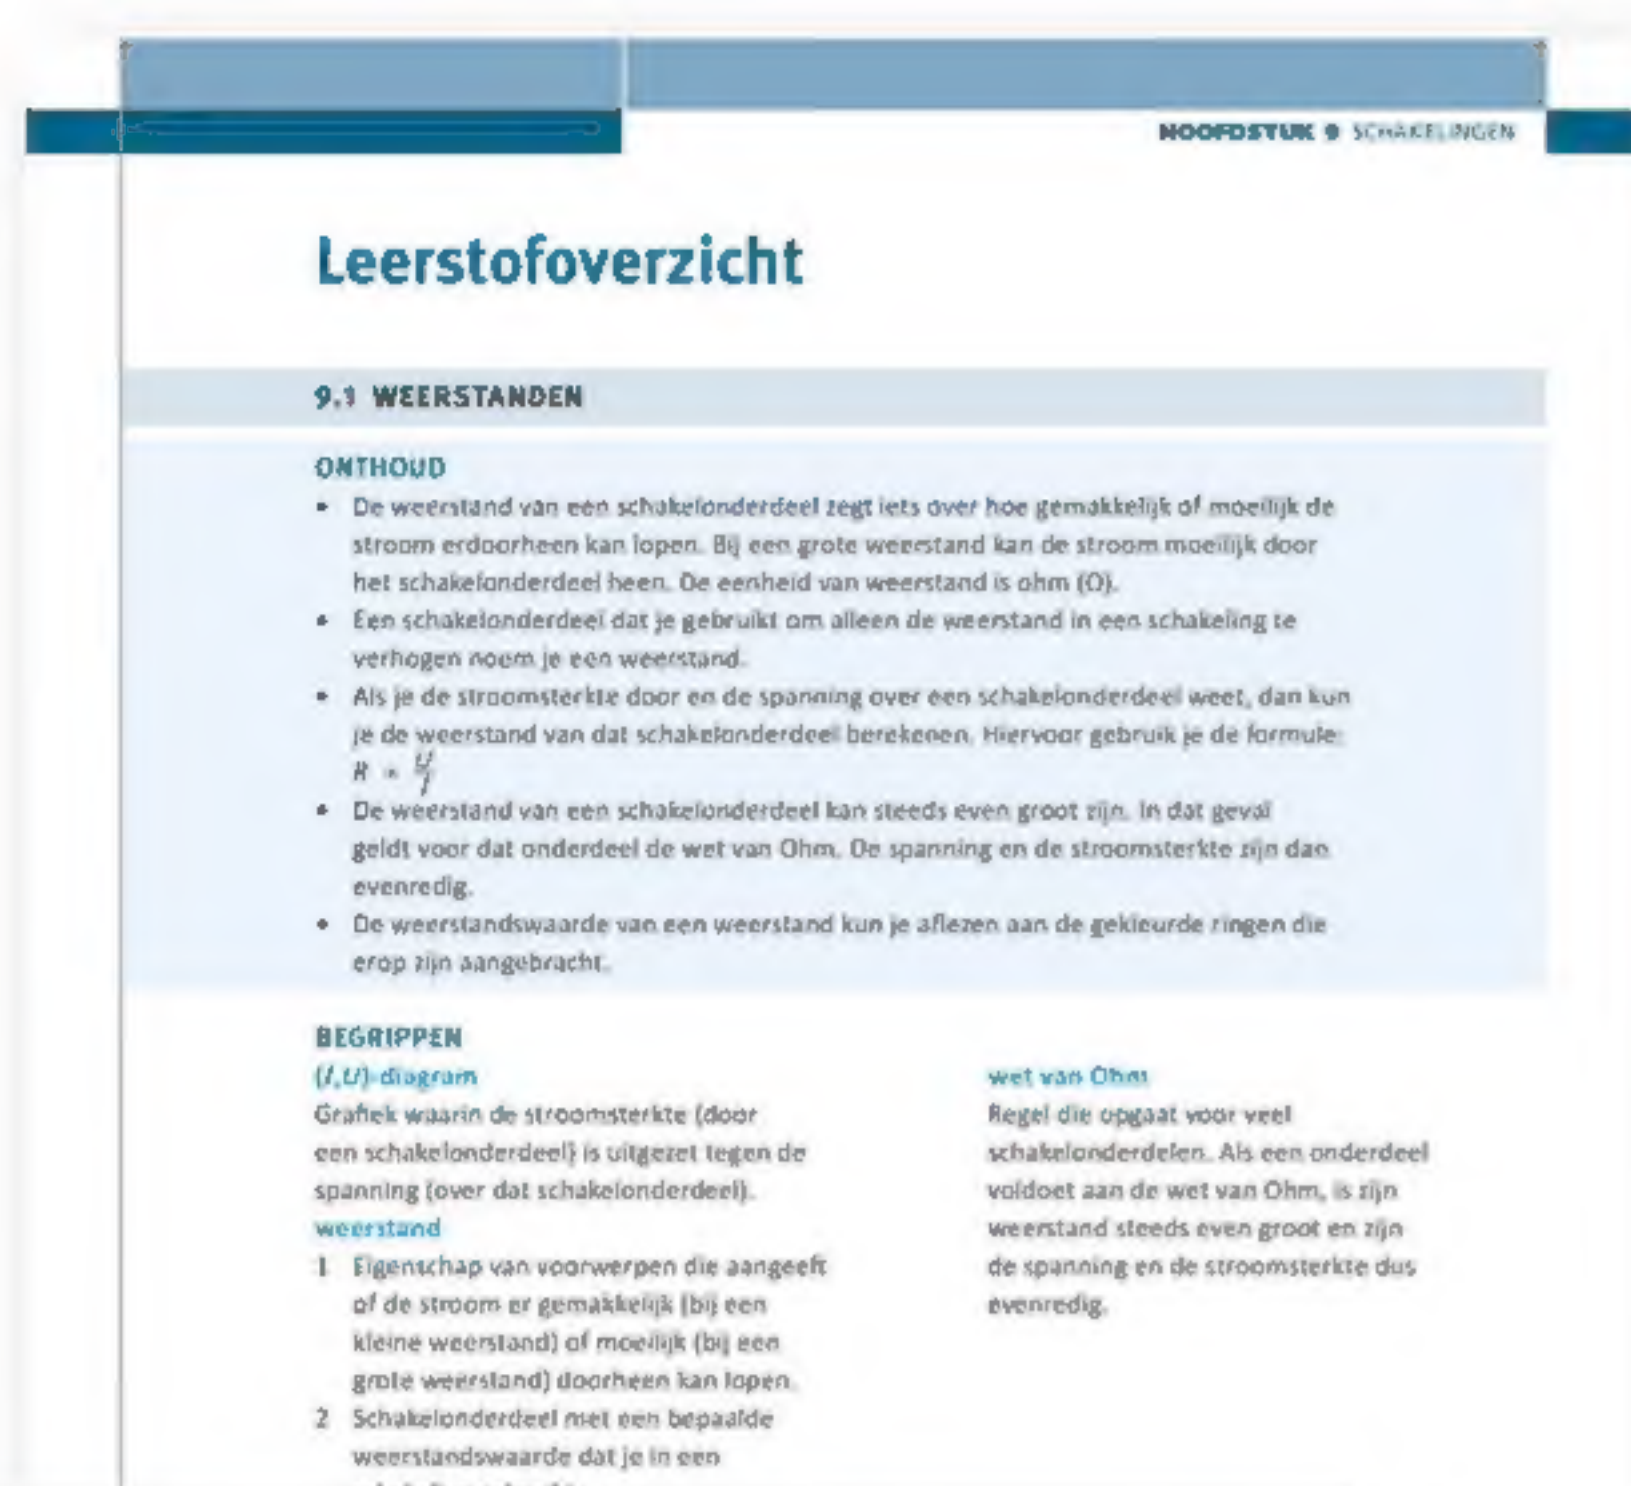 HOOFDSTUK 9 SCHAKELINGEN
Leerstofoverzicht
9.1 WEERSTANDEN
ONTHOUD
• De weerstand van een schakelonderdeel zegt iets over hoe gemakkelijk of moeilijk de
stroom erdoorheen kan lopen. Bij een grote weerstand kan de stroom moeilijk door
het schakelonderdeel heen. De eenheid van weerstand is ohm (Ω).
• Een schakelonderdeel dat je gebruikt om alleen de weerstand in een schakeling te
verhogen noem je een weerstand.
• Als je de stroomsterkte door en de spanning over een schakelonderdeel weet, dan kun
je de weerstand van dat schakelonderdeel berekenen. Hiervoor gebruik je de formule:
R = U/I
• De weerstand van een schakelonderdeel kan steeds even groot zijn. In dat geval
geldt voor dat onderdeel de wet van Ohm. De spanning en de stroomsterkte zijn dan
evenredig.
• De weerstandswaarde van een weerstand kun je aflezen aan de gekleurde ringen die
erop zijn aangebracht.
BEGRIPPEN
(I,U)-diagram
Grafiek waarin de stroomsterkte (door
een schakelonderdeel) is uitgezet tegen de
spanning (over dat schakelonderdeel).
weerstand
1 Eigenschap van voorwerpen die aangeeft
of de stroom er gemakkelijk (bij een
kleine weerstand) of moeilijk (bij een
grote weerstand) doorheen kan lopen.
2 Schakelonderdeel met een bepaalde
weerstandswaarde dat je in een
wet van Ohm
Regel die opgaat voor veel
schakelonderdelen. Als een onderdeel
voldoet aan de wet van Ohm, is zijn
weerstand steeds even groot en zijn
de spanning en de stroomsterkte dus
evenredig.